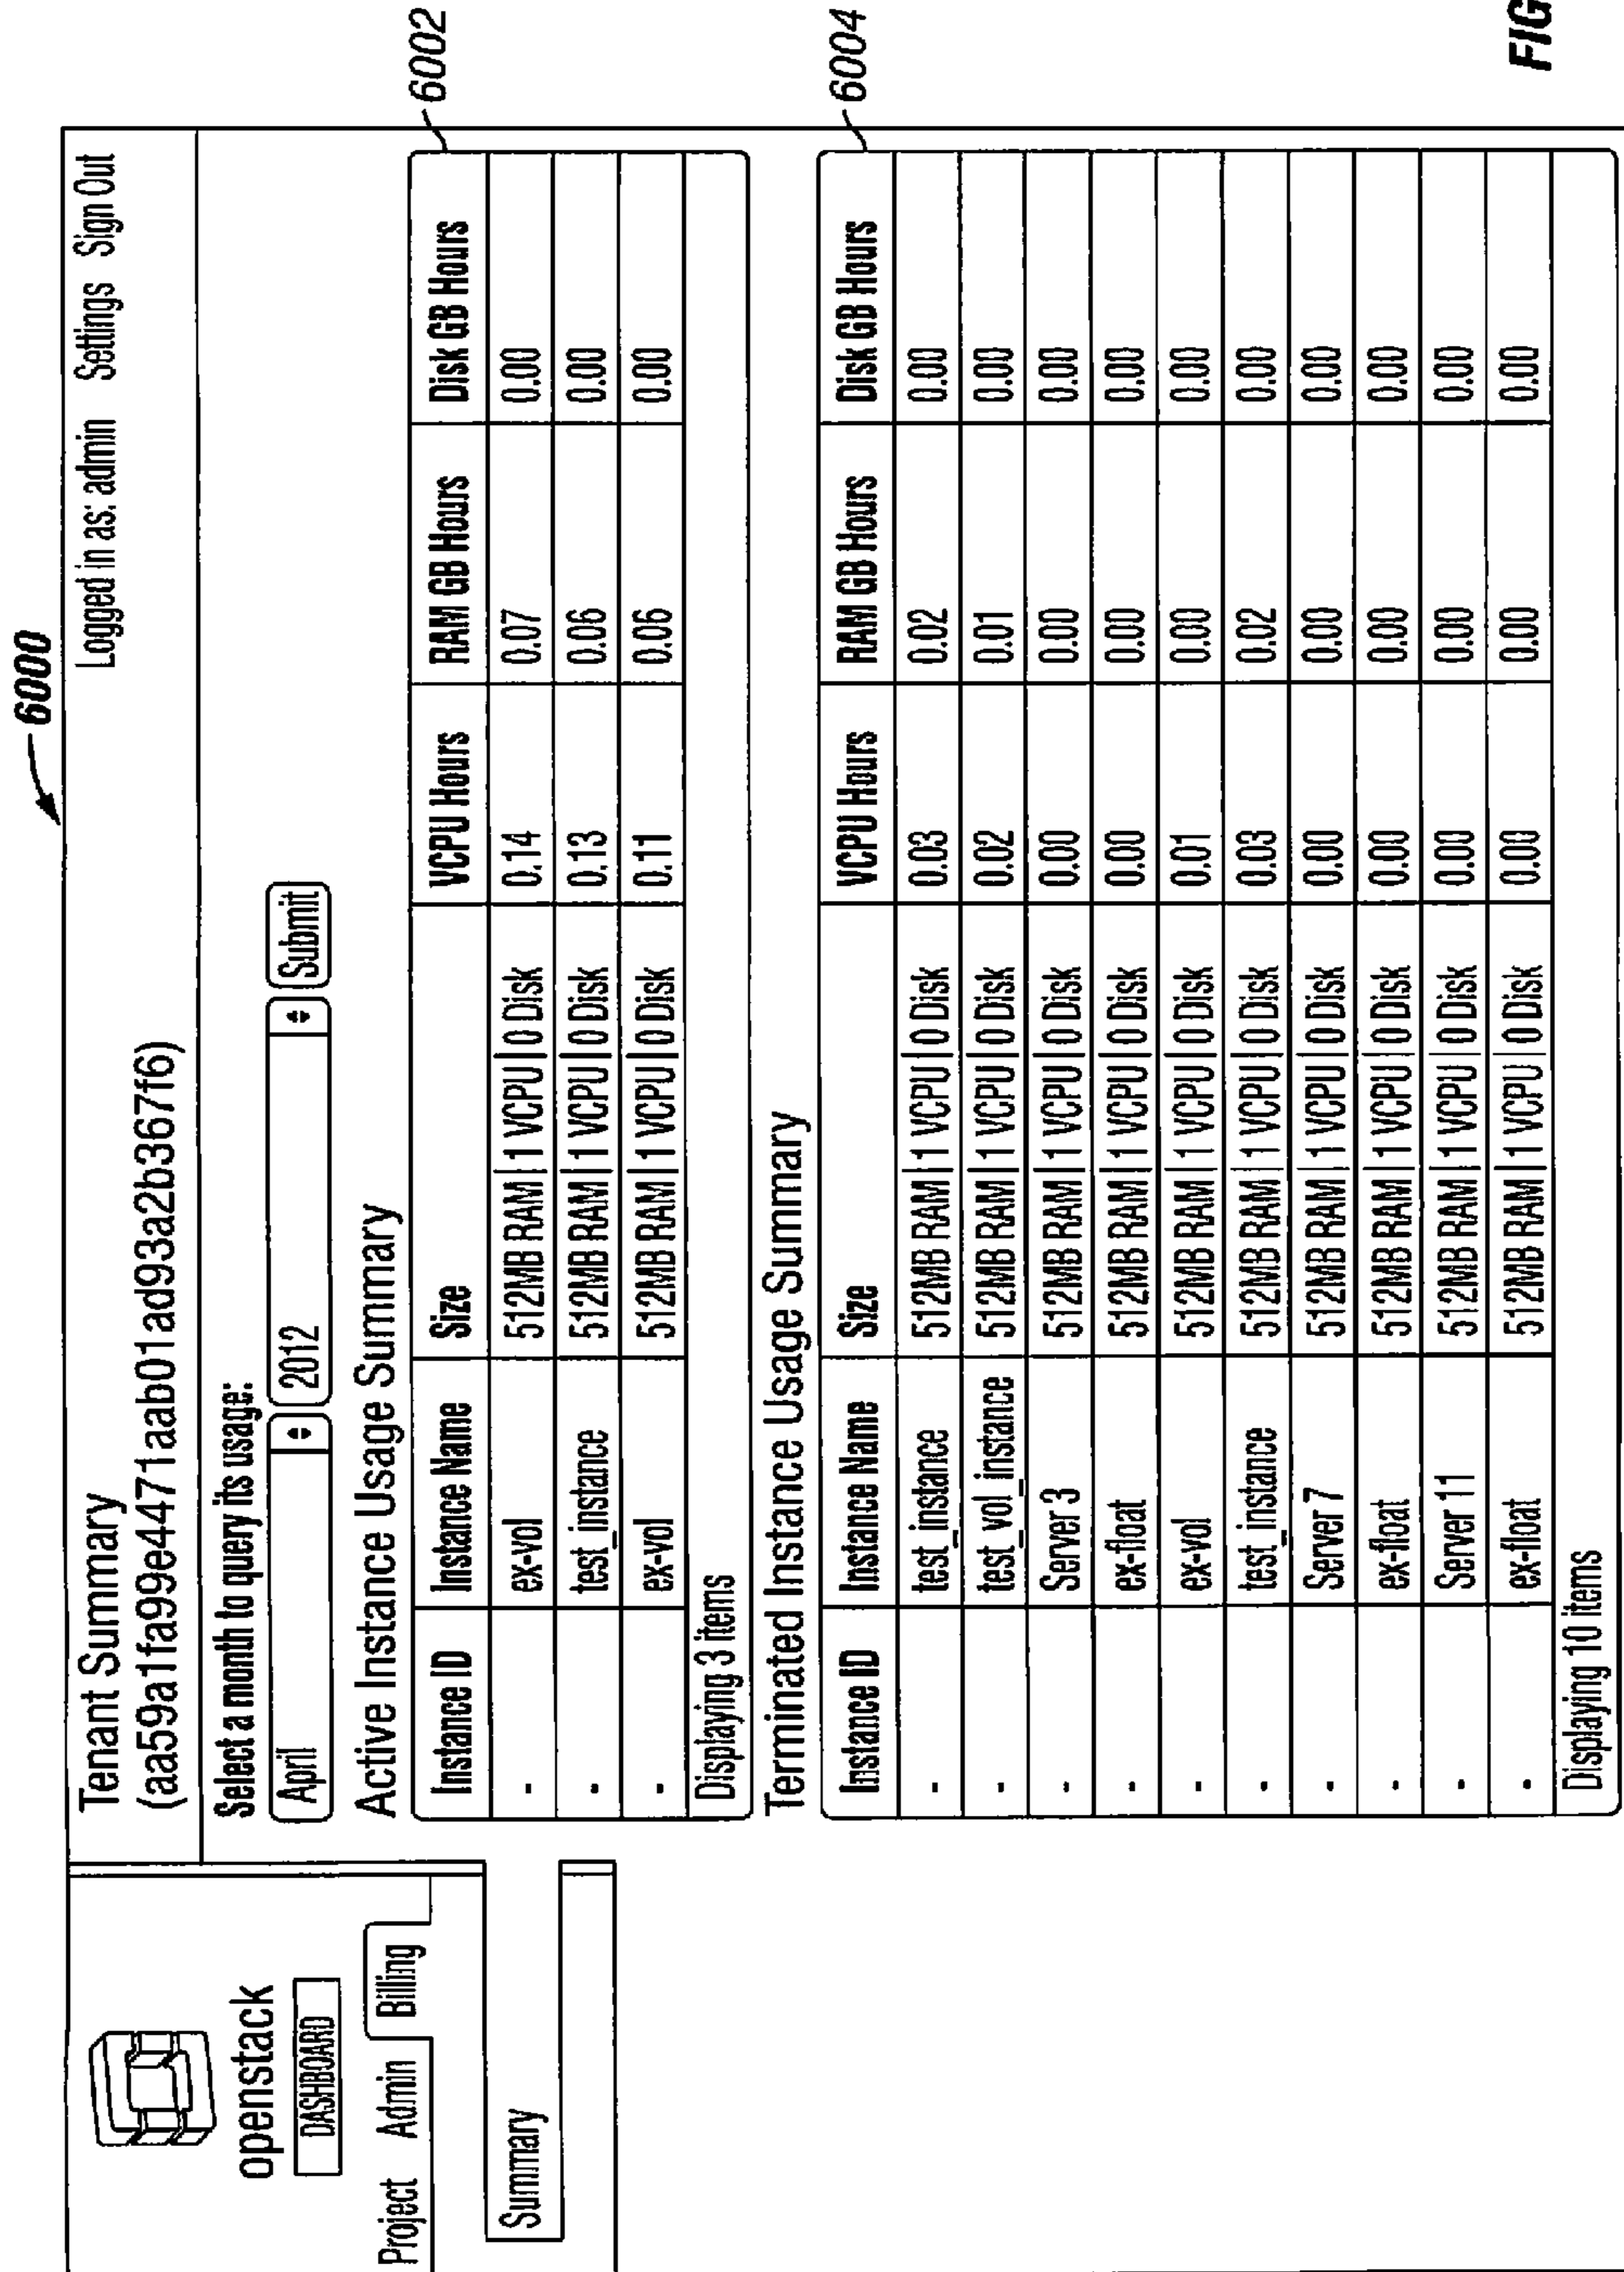 6000
openstack
DASHBOARD
Project Admin Billing
Summary
Tenant Summary
(aa59a1fa99e4471aab01ad93a2b367f6)
Logged in as: admin Settings Sign Out
Select a month to query its usage:
April 2012 Submit
Active Instance Usage Summary
6002
Instance ID Instance Name Size VCPU Hours RAM GB Hours Disk GB Hours
- ex-vol 512MB RAM | 1 VCPU | 0 Disk 0.14 0.07 0.00
- test_instance 512MB RAM | 1 VCPU | 0 Disk 0.13 0.06 0.00
- ex-vol 512MB RAM | 1 VCPU | 0 Disk 0.11 0.06 0.00
Displaying 3 items
Terminated Instance Usage Summary
6004
Instance ID Instance Name Size VCPU Hours RAM GB Hours Disk GB Hours
- test_instance 512MB RAM | 1 VCPU | 0 Disk 0.03 0.02 0.00
- test_vol_instance 512MB RAM | 1 VCPU | 0 Disk 0.02 0.01 0.00
- Server 3 512MB RAM | 1 VCPU | 0 Disk 0.00 0.00 0.00
- ex-float 512MB RAM | 1 VCPU | 0 Disk 0.00 0.00 0.00
- ex-vol 512MB RAM | 1 VCPU | 0 Disk 0.01 0.00 0.00
- test_instance 512MB RAM | 1 VCPU | 0 Disk 0.03 0.02 0.00
- Server 7 512MB RAM | 1 VCPU | 0 Disk 0.00 0.00 0.00
- ex-float 512MB RAM | 1 VCPU | 0 Disk 0.00 0.00 0.00
- Server 11 512MB RAM | 1 VCPU | 0 Disk 0.00 0.00 0.00
- ex-float 512MB RAM | 1 VCPU | 0 Disk 0.00 0.00 0.00
Displaying 10 items
FIG